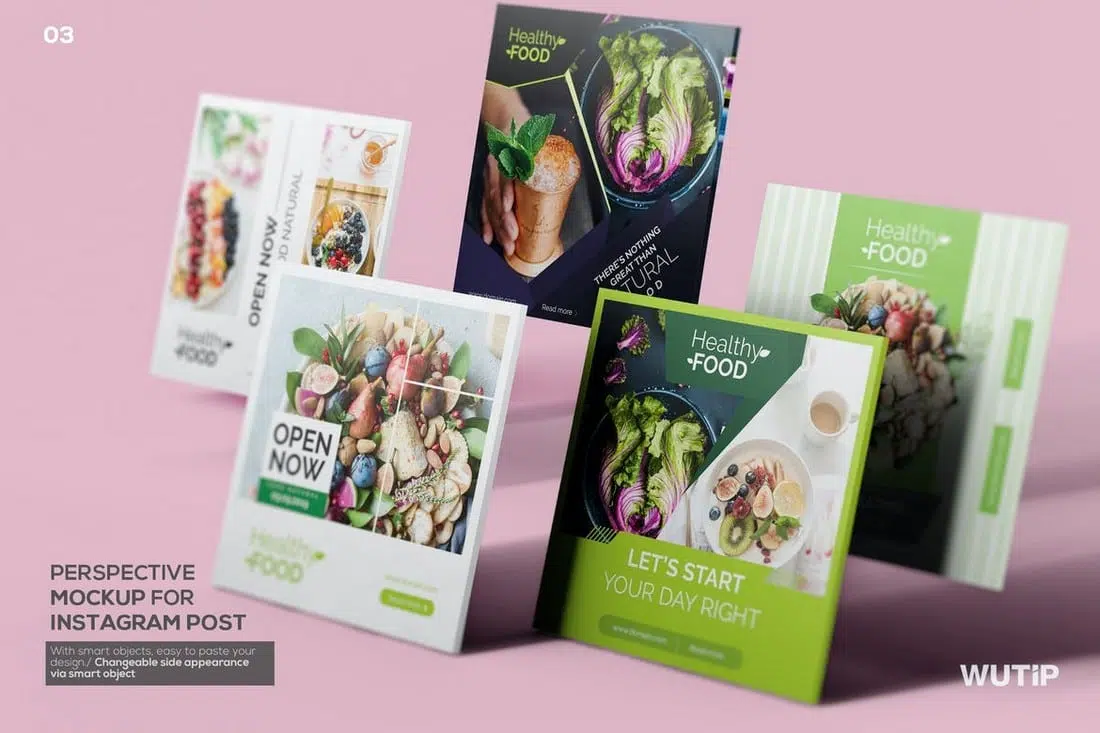 03
Healthy
FOOD
THERE'S NOTHING
GREAT THAN
TURAL
Read more
OPEN NOW
OD NATURAL
Healthy
FOOD
Healthy
FOOD
OPEN
NOW
Healthy
FOOD
Healthy
FOOD
LET'S START
YOUR DAY RIGHT
PERSPECTIVE
MOCKUP FOR
INSTAGRAM POST
With smart objects, easy to paste your
design./ Changeable side appearance
via smart object
WUTiP